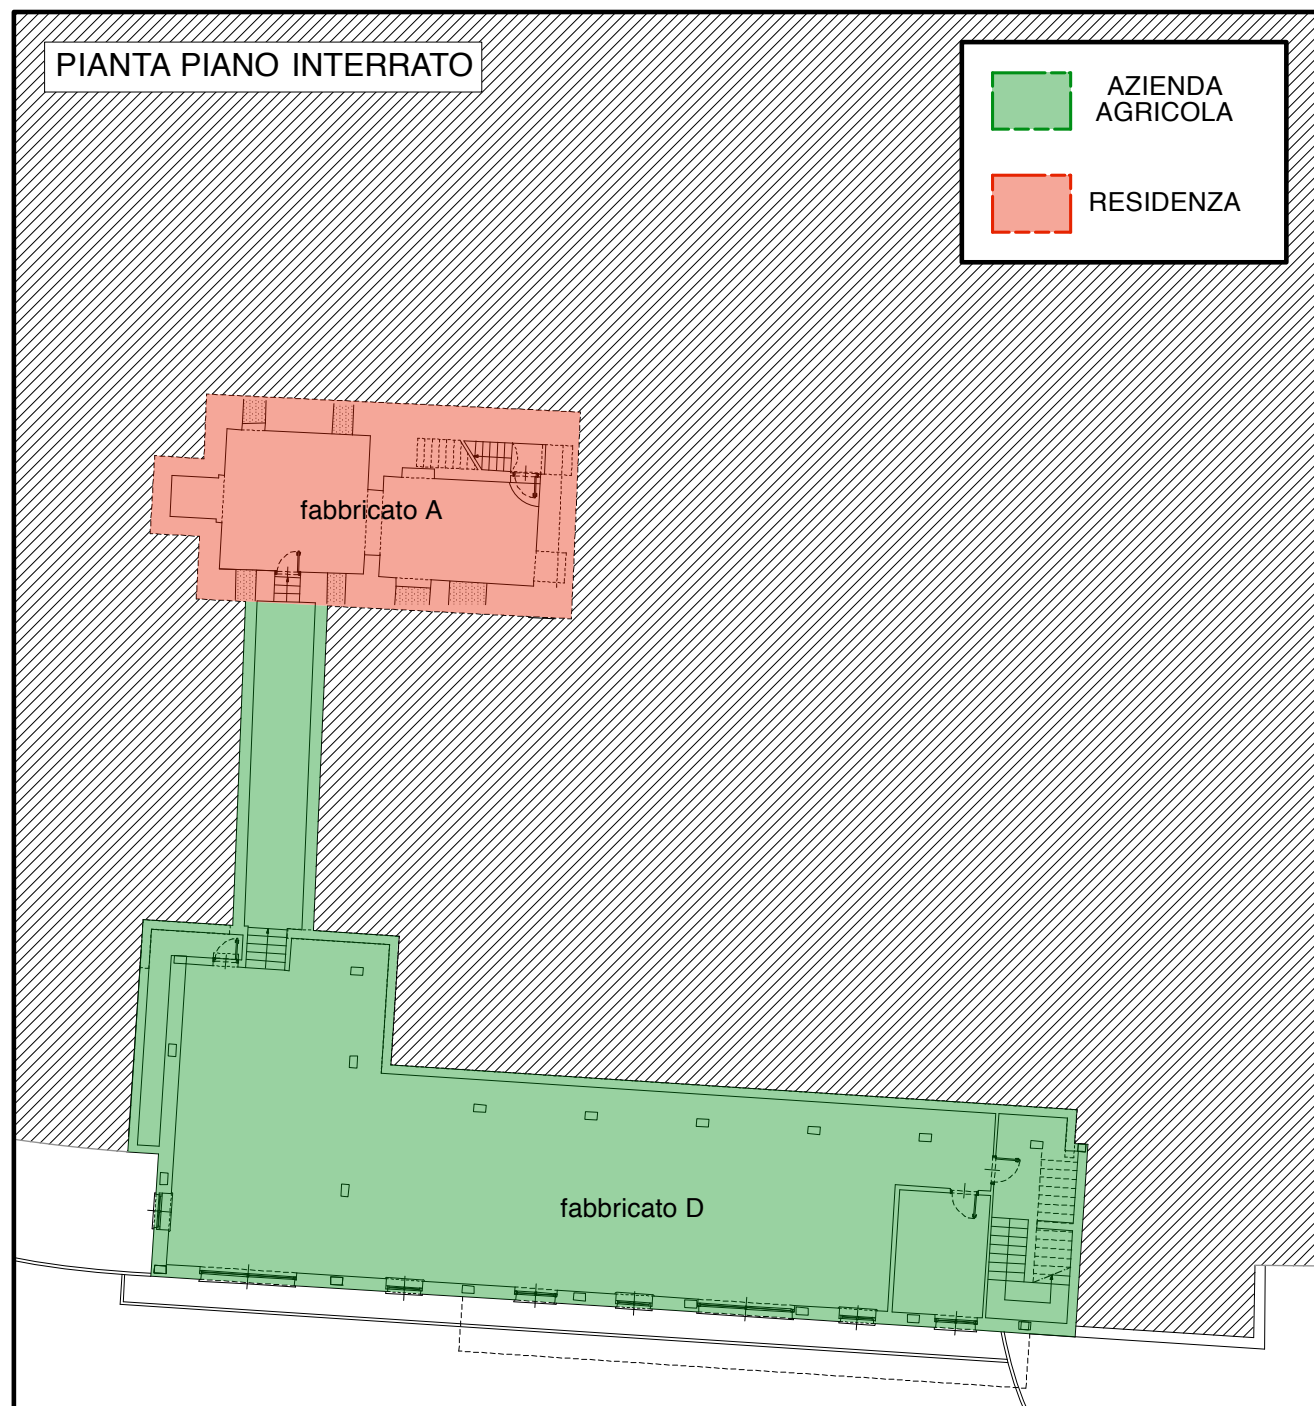 PIANTA PIANO INTERRATO
AZIENDA
AGRICOLA
RESIDENZA
fabbricato A
fabbricato D